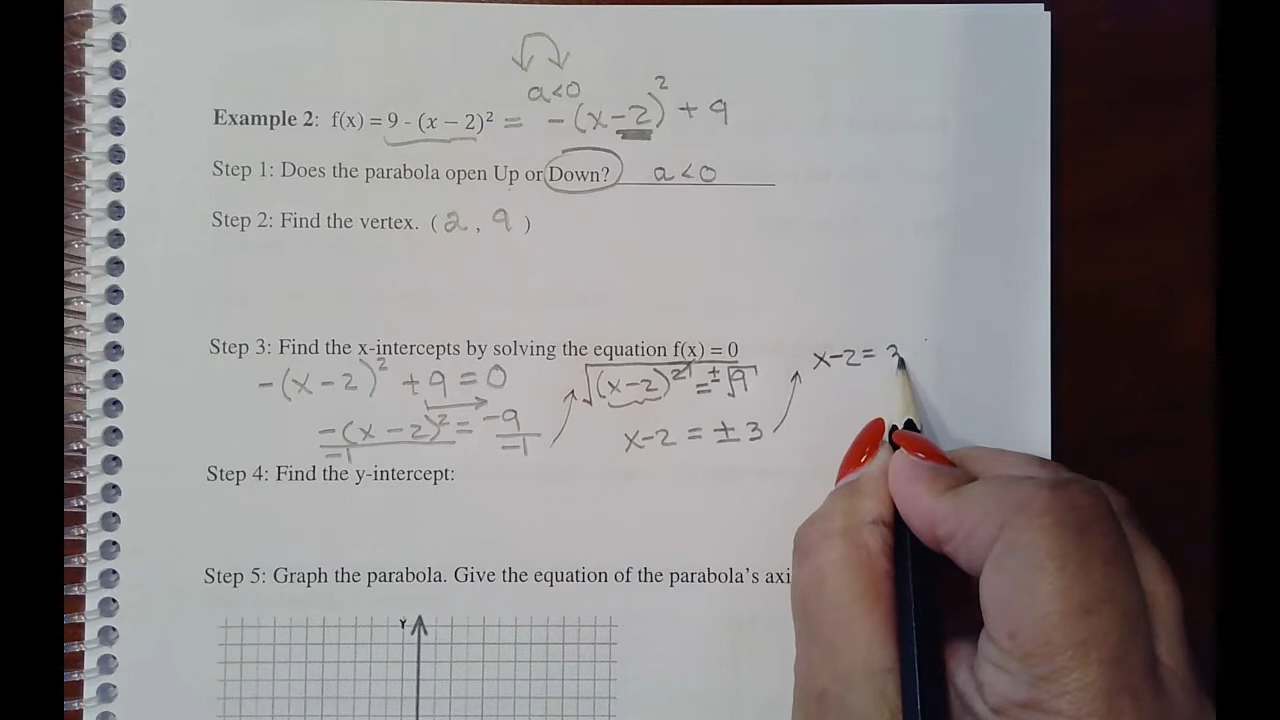 a<0
Example 2: f(x) = 9 - (x − 2)² = -(x-2)² + 9
Step 1: Does the parabola open Up or Down? a<0
Step 2: Find the vertex. (2, 9)
Step 3: Find the x-intercepts by solving the equation f(x) = 0
-(x-2)² + 9 = 0
-(x-2)²/-1 = -9/-1
√(x-2)² = ±√9
x-2 = ±3
x-2 = 3
Step 4: Find the y-intercept:
Step 5: Graph the parabola. Give the equation of the parabola’s
Y